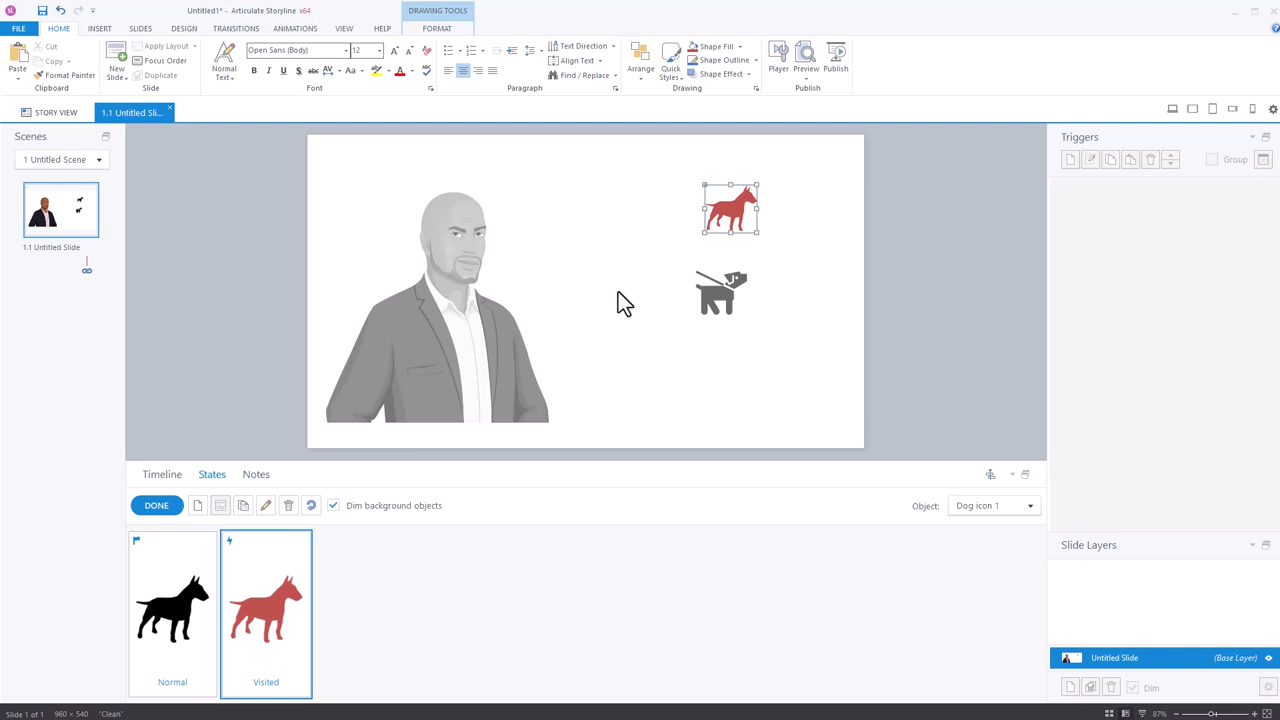 Untitled1* - Articulate Storyline x64
DRAWING TOOLS
FILE HOME INSERT SLIDES DESIGN TRANSITIONS ANIMATIONS VIEW HELP FORMAT
Paste
Cut
Copy
Format Painter
Clipboard
New Slide
Apply Layout
Focus Order
Duplicate
Slide
Normal Text
Open Sans (Body) 12
B I U S abc AV Aa A
Font
Text Direction
Align Text
Find / Replace
Paragraph
Arrange
Quick Styles
Shape Fill
Shape Outline
Shape Effect
Drawing
Player Preview Publish
Publish
STORY VIEW 1.1 Untitled Sli...
Scenes
1 Untitled Scene
1.1 Untitled Slide
Triggers
Group
Timeline States Notes
DONE Dim background objects Object: Dog icon 1
Normal Visited
Slide Layers
Untitled Slide (Base Layer)
Dim
Slide 1 of 1 960 × 540 "Clean" 87%